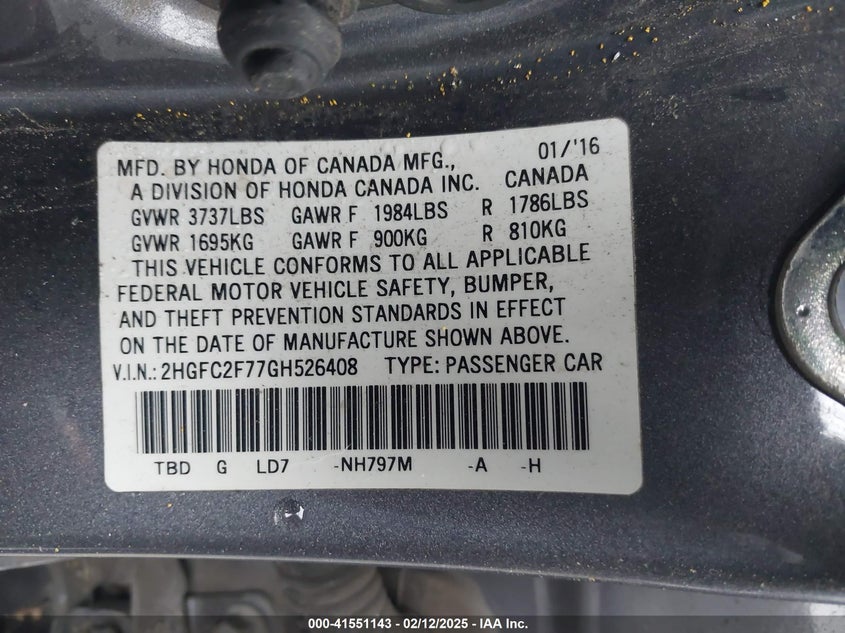 MFD. BY HONDA OF CANADA MFG., 01/'16
A DIVISION OF HONDA CANADA INC. CANADA
GVWR 3737LBS GAWR F 1984LBS R 1786LBS
GVWR 1695KG GAWR F 900KG R 810KG
THIS VEHICLE CONFORMS TO ALL APPLICABLE
FEDERAL MOTOR VEHICLE SAFETY, BUMPER,
AND THEFT PREVENTION STANDARDS IN EFFECT
ON THE DATE OF MANUFACTURE SHOWN ABOVE.
V.I.N.: 2HGFC2F77GH526408 TYPE: PASSENGER CAR
TBD G LD7 -NH797M -A -H
000-41551143 - 02/12/2025 - IAA Inc.